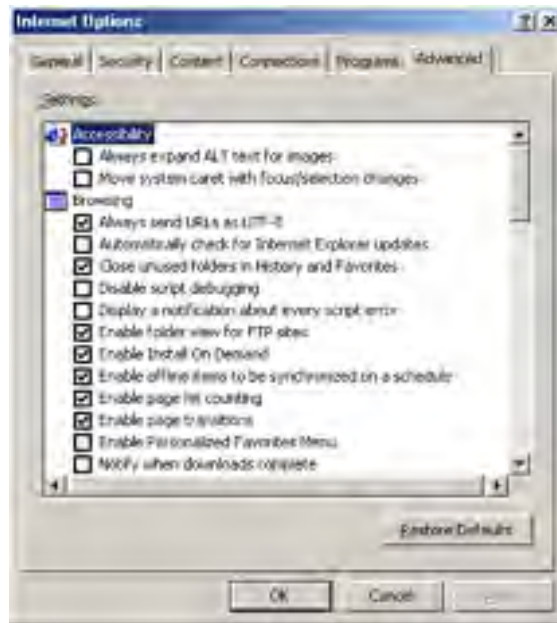 Internet Options
General Security Content Connections Programs Advanced
Settings:
Accessibility
Always expand ALT text for images
Move system caret with focus/selection changes
Browsing
Always send URLs as UTF-8
Automatically check for Internet Explorer updates
Close unused folders in History and Favorites
Disable script debugging
Display a notification about every script error
Enable folder view for FTP sites
Enable Install On Demand
Enable offline items to be synchronized on a schedule
Enable page hit counting
Enable page transitions
Enable Personalized Favorites Menu
Notify when downloads complete
Restore Defaults
OK Cancel